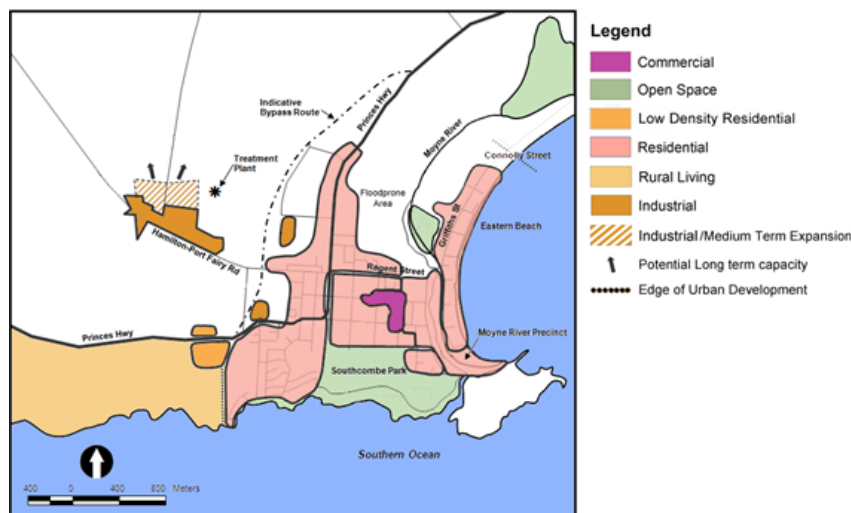 Legend
Commercial
Open Space
Low Density Residential
Residential
Rural Living
Industrial
Industrial/Medium Term Expansion
Potential Long term capacity
Edge of Urban Development
Indicative
Bypass Route
Princes Hwy
Moyne River
Connolly Street
Treatment
Plant
Floodprone
Area
Griffiths St
Eastern Beach
Hamilton-Port Fairy Rd
Regent Street
Princes Hwy
Moyne River Precinct
Southcombe Park
Southern Ocean
400 0 400 800 Meters